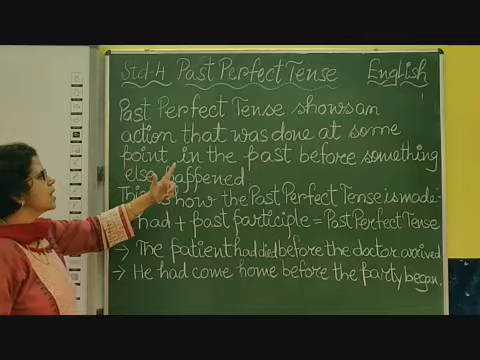 Std-4 Past Perfect Tense English
Past Perfect Tense shows an
action that was done at some
point in the past before something
else happened.
This is how the Past Perfect Tense is made-
had + past participle = Past Perfect Tense
→ The patient had died before the doctor arrived
→ He had come home before the party began.